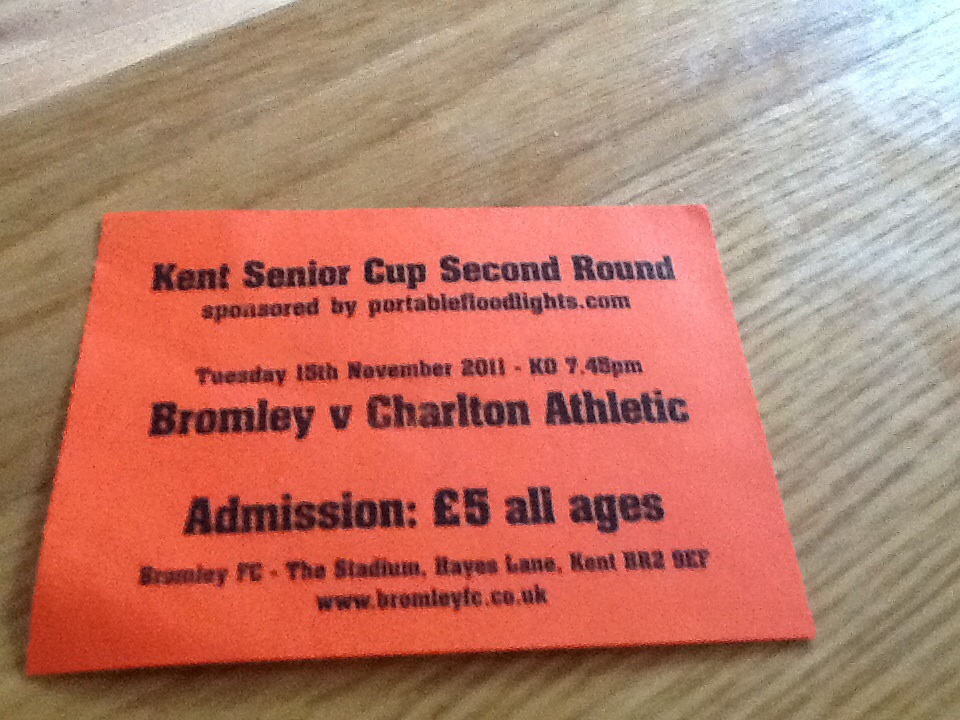 Kent Senior Cup Second Round
sponsored by portablefloodlights.com
Tuesday 15th November 2011 - KO 7.45pm
Bromley v Charlton Athletic
Admission: £5 all ages
Bromley FC - The Stadium, Hayes Lane, Kent BR2 9EF
www.bromleyfc.co.uk